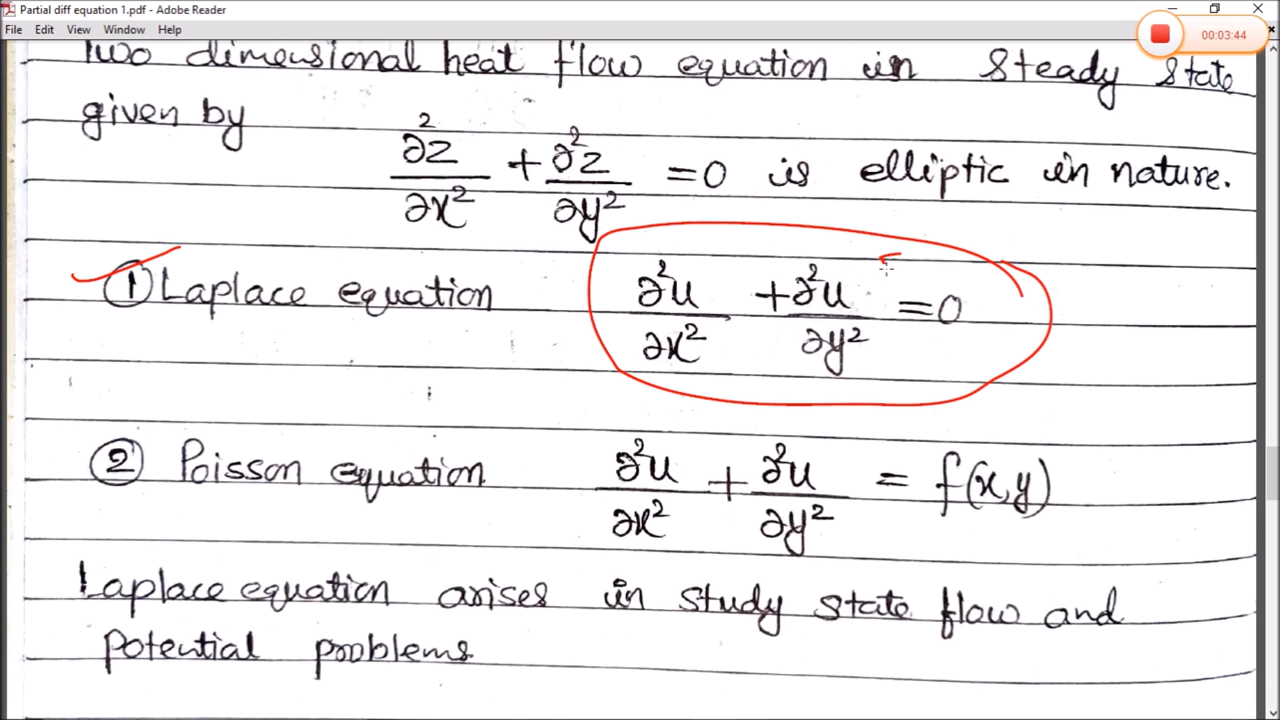 Partial diff equation 1.pdf - Adobe Reader
File Edit View Window Help
00:03:44
Two dimensional heat flow equation in steady state
given by ∂²z/∂x² + ∂²z/∂y² = 0 is elliptic in nature.
① Laplace equation ∂²u/∂x² + ∂²u/∂y² = 0
② Poisson equation ∂²u/∂x² + ∂²u/∂y² = f(x,y)
Laplace equation arises in study state flow and
potential problems.